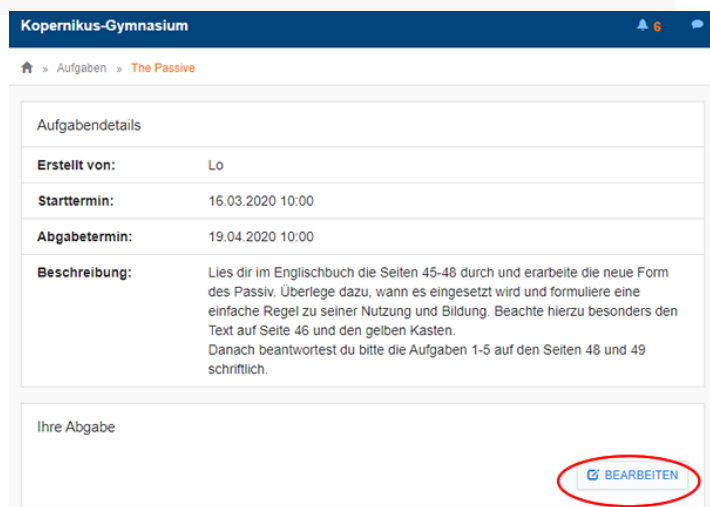 Kopernikus-Gymnasium 6
» Aufgaben » The Passive
Aufgabendetails
Erstellt von: Lo
Starttermin: 16.03.2020 10:00
Abgabetermin: 19.04.2020 10:00
Beschreibung: Lies dir im Englischbuch die Seiten 45-48 durch und erarbeite die neue Form
des Passiv. Überlege dazu, wann es eingesetzt wird und formuliere eine
einfache Regel zu seiner Nutzung und Bildung. Beachte hierzu besonders den
Text auf Seite 46 und den gelben Kasten.
Danach beantwortest du bitte die Aufgaben 1-5 auf den Seiten 48 und 49
schriftlich.
Ihre Abgabe
BEARBEITEN